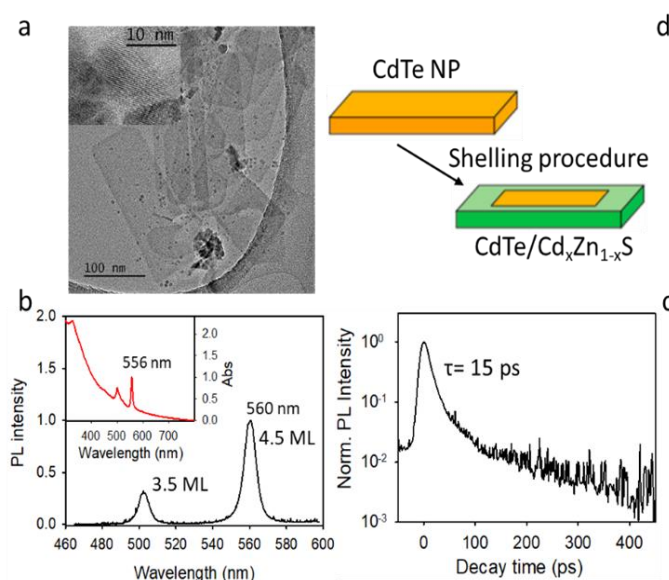 a
10 nm
100 nm
CdTe NP
Shelling procedure
CdTe/CdₓZn₁₋ₓS
d
b
PL intensity
2.0
1.5
1.0
0.5
0.0
556 nm
2.0
1.5
1.0
0.5
0.0
Abs
400 500 600 700
Wavelength (nm)
560 nm
4.5 ML
3.5 ML
460 480 500 520 540 560 580 600
Wavelength (nm)
c
Norm. PL Intensity
10⁰
10⁻¹
10⁻²
10⁻³
τ= 15 ps
0 100 200 300 400
Decay time (ps)